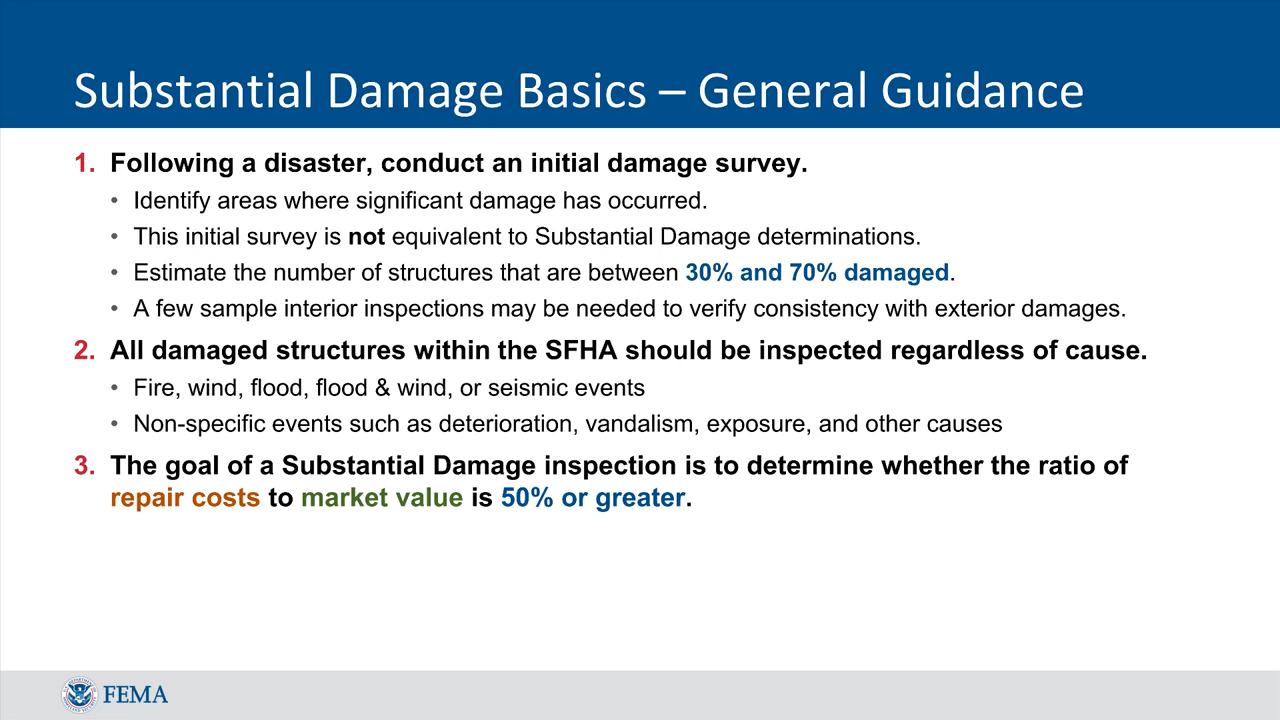 Substantial Damage Basics – General Guidance
1. Following a disaster, conduct an initial damage survey.
• Identify areas where significant damage has occurred.
• This initial survey is not equivalent to Substantial Damage determinations.
• Estimate the number of structures that are between 30% and 70% damaged.
• A few sample interior inspections may be needed to verify consistency with exterior damages.
2. All damaged structures within the SFHA should be inspected regardless of cause.
• Fire, wind, flood, flood & wind, or seismic events
• Non-specific events such as deterioration, vandalism, exposure, and other causes
3. The goal of a Substantial Damage inspection is to determine whether the ratio of
repair costs to market value is 50% or greater.
FEMA